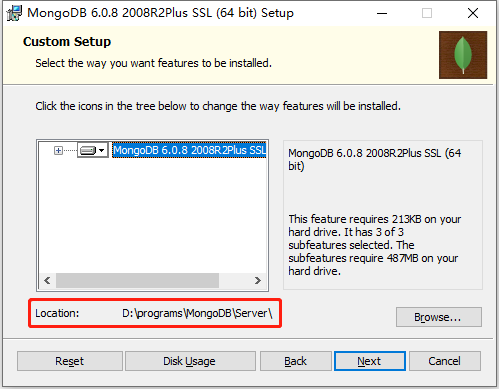 MongoDB 6.0.8 2008R2Plus SSL (64 bit) Setup
Custom Setup
Select the way you want features to be installed.
Click the icons in the tree below to change the way features will be installed.
MongoDB 6.0.8 2008R2Plus SSL
MongoDB 6.0.8 2008R2Plus SSL (64
bit)
This feature requires 213KB on your
hard drive. It has 3 of 3
subfeatures selected. The
subfeatures require 487MB on your
hard drive.
Location: D:\programs\MongoDB\Server\
Browse...
Reset Disk Usage Back Next Cancel